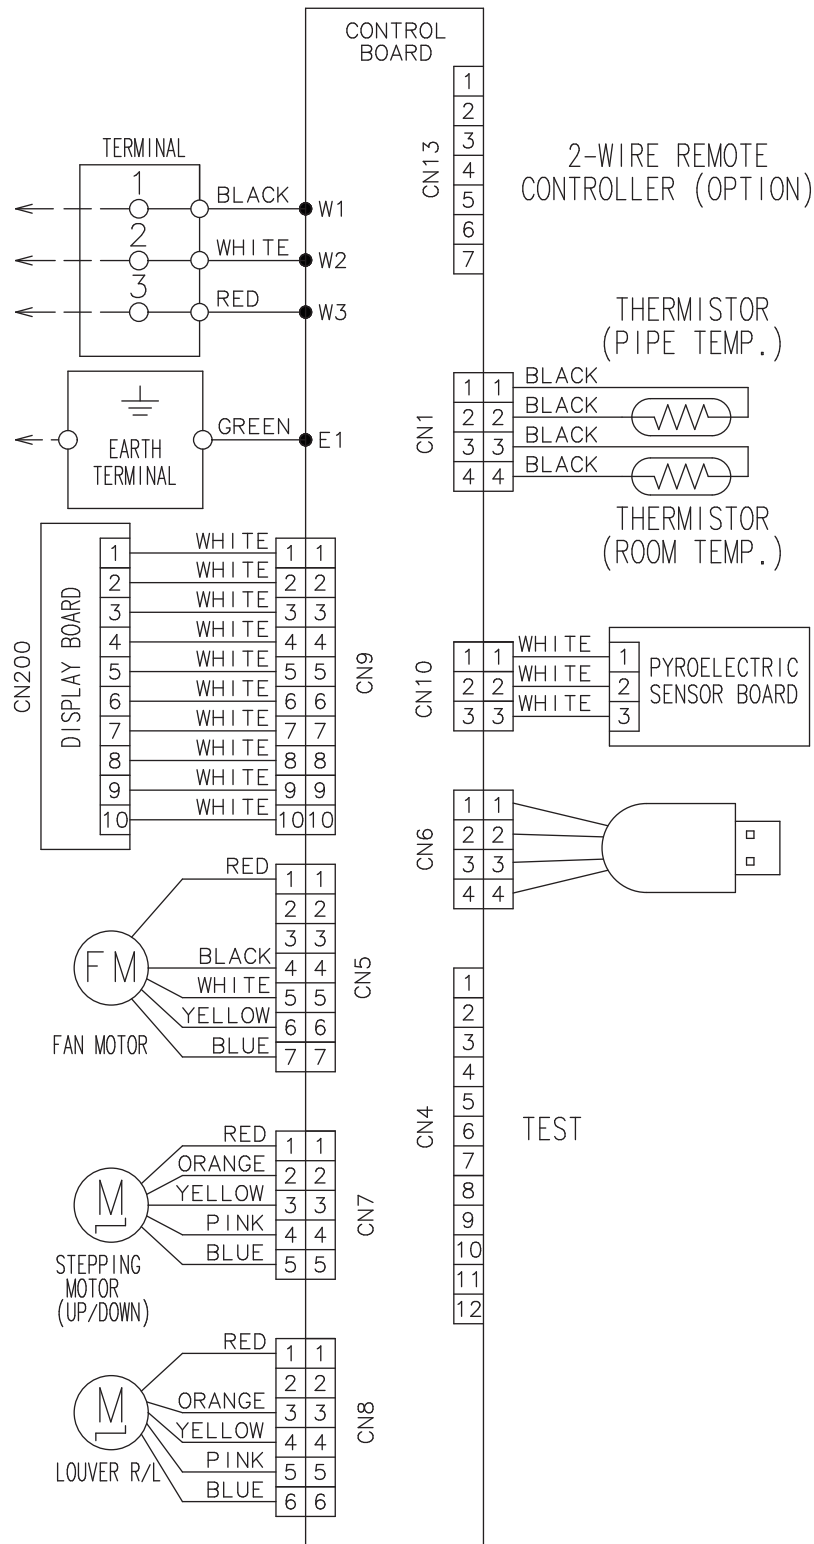 CONTROL
BOARD
CN13
1
2
3
4
5
6
7
2-WIRE REMOTE
CONTROLLER (OPTION)
TERMINAL
1 BLACK W1
2 WHITE W2
3 RED W3
EARTH
TERMINAL
GREEN E1
THERMISTOR
(PIPE TEMP.)
CN1
1 1 BLACK
2 2 BLACK
3 3 BLACK
4 4 BLACK
THERMISTOR
(ROOM TEMP.)
CN200
DISPLAY BOARD
1 WHITE 1 1
2 WHITE 2 2
3 WHITE 3 3
4 WHITE 4 4
5 WHITE 5 5
6 WHITE 6 6
7 WHITE 7 7
8 WHITE 8 8
9 WHITE 9 9
10 WHITE 10 10
CN9
CN10
1 1 WHITE 1
2 2 WHITE 2
3 3 WHITE 3
PYROELECTRIC
SENSOR BOARD
CN6
1 1
2 2
3 3
4 4
FM
FAN MOTOR
RED 1 1
2 2
3 3
BLACK 4 4
WHITE 5 5
YELLOW 6 6
BLUE 7 7
CN5
CN4
1
2
3
4
5
6
7
8
9
10
11
12
TEST
M
STEPPING
MOTOR
(UP/DOWN)
RED 1 1
ORANGE 2 2
YELLOW 3 3
PINK 4 4
BLUE 5 5
CN7
M
LOUVER R/L
RED 1 1
2 2
ORANGE 3 3
YELLOW 4 4
PINK 5 5
BLUE 6 6
CN8